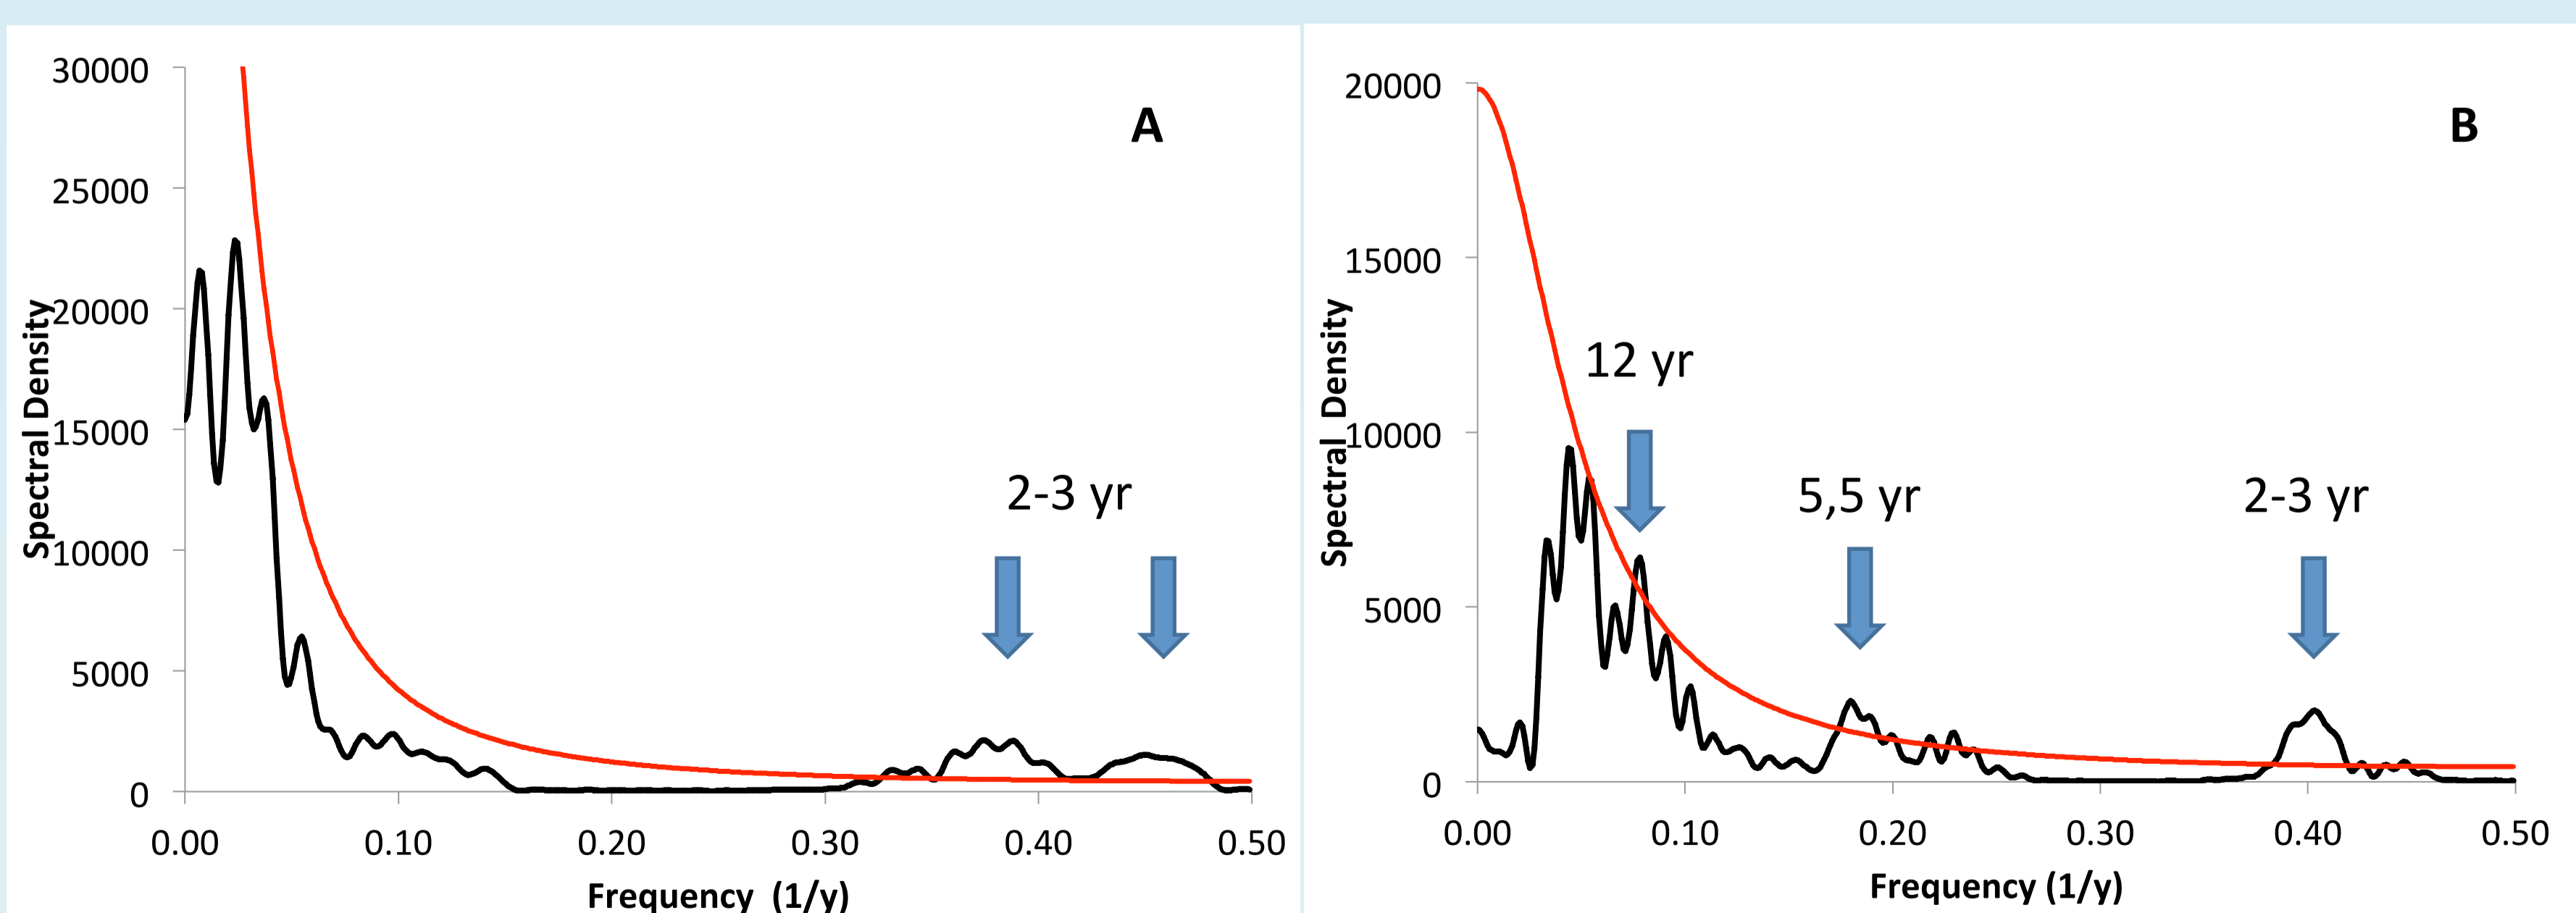 A
30000
25000
20000
15000
10000
5000
0
Spectral Density
2-3 yr
0.00 0.10 0.20 0.30 0.40 0.50
Frequency (1/y)
B
20000
15000
10000
5000
0
Spectral Density
12 yr
5,5 yr
2-3 yr
0.00 0.10 0.20 0.30 0.40 0.50
Frequency (1/y)